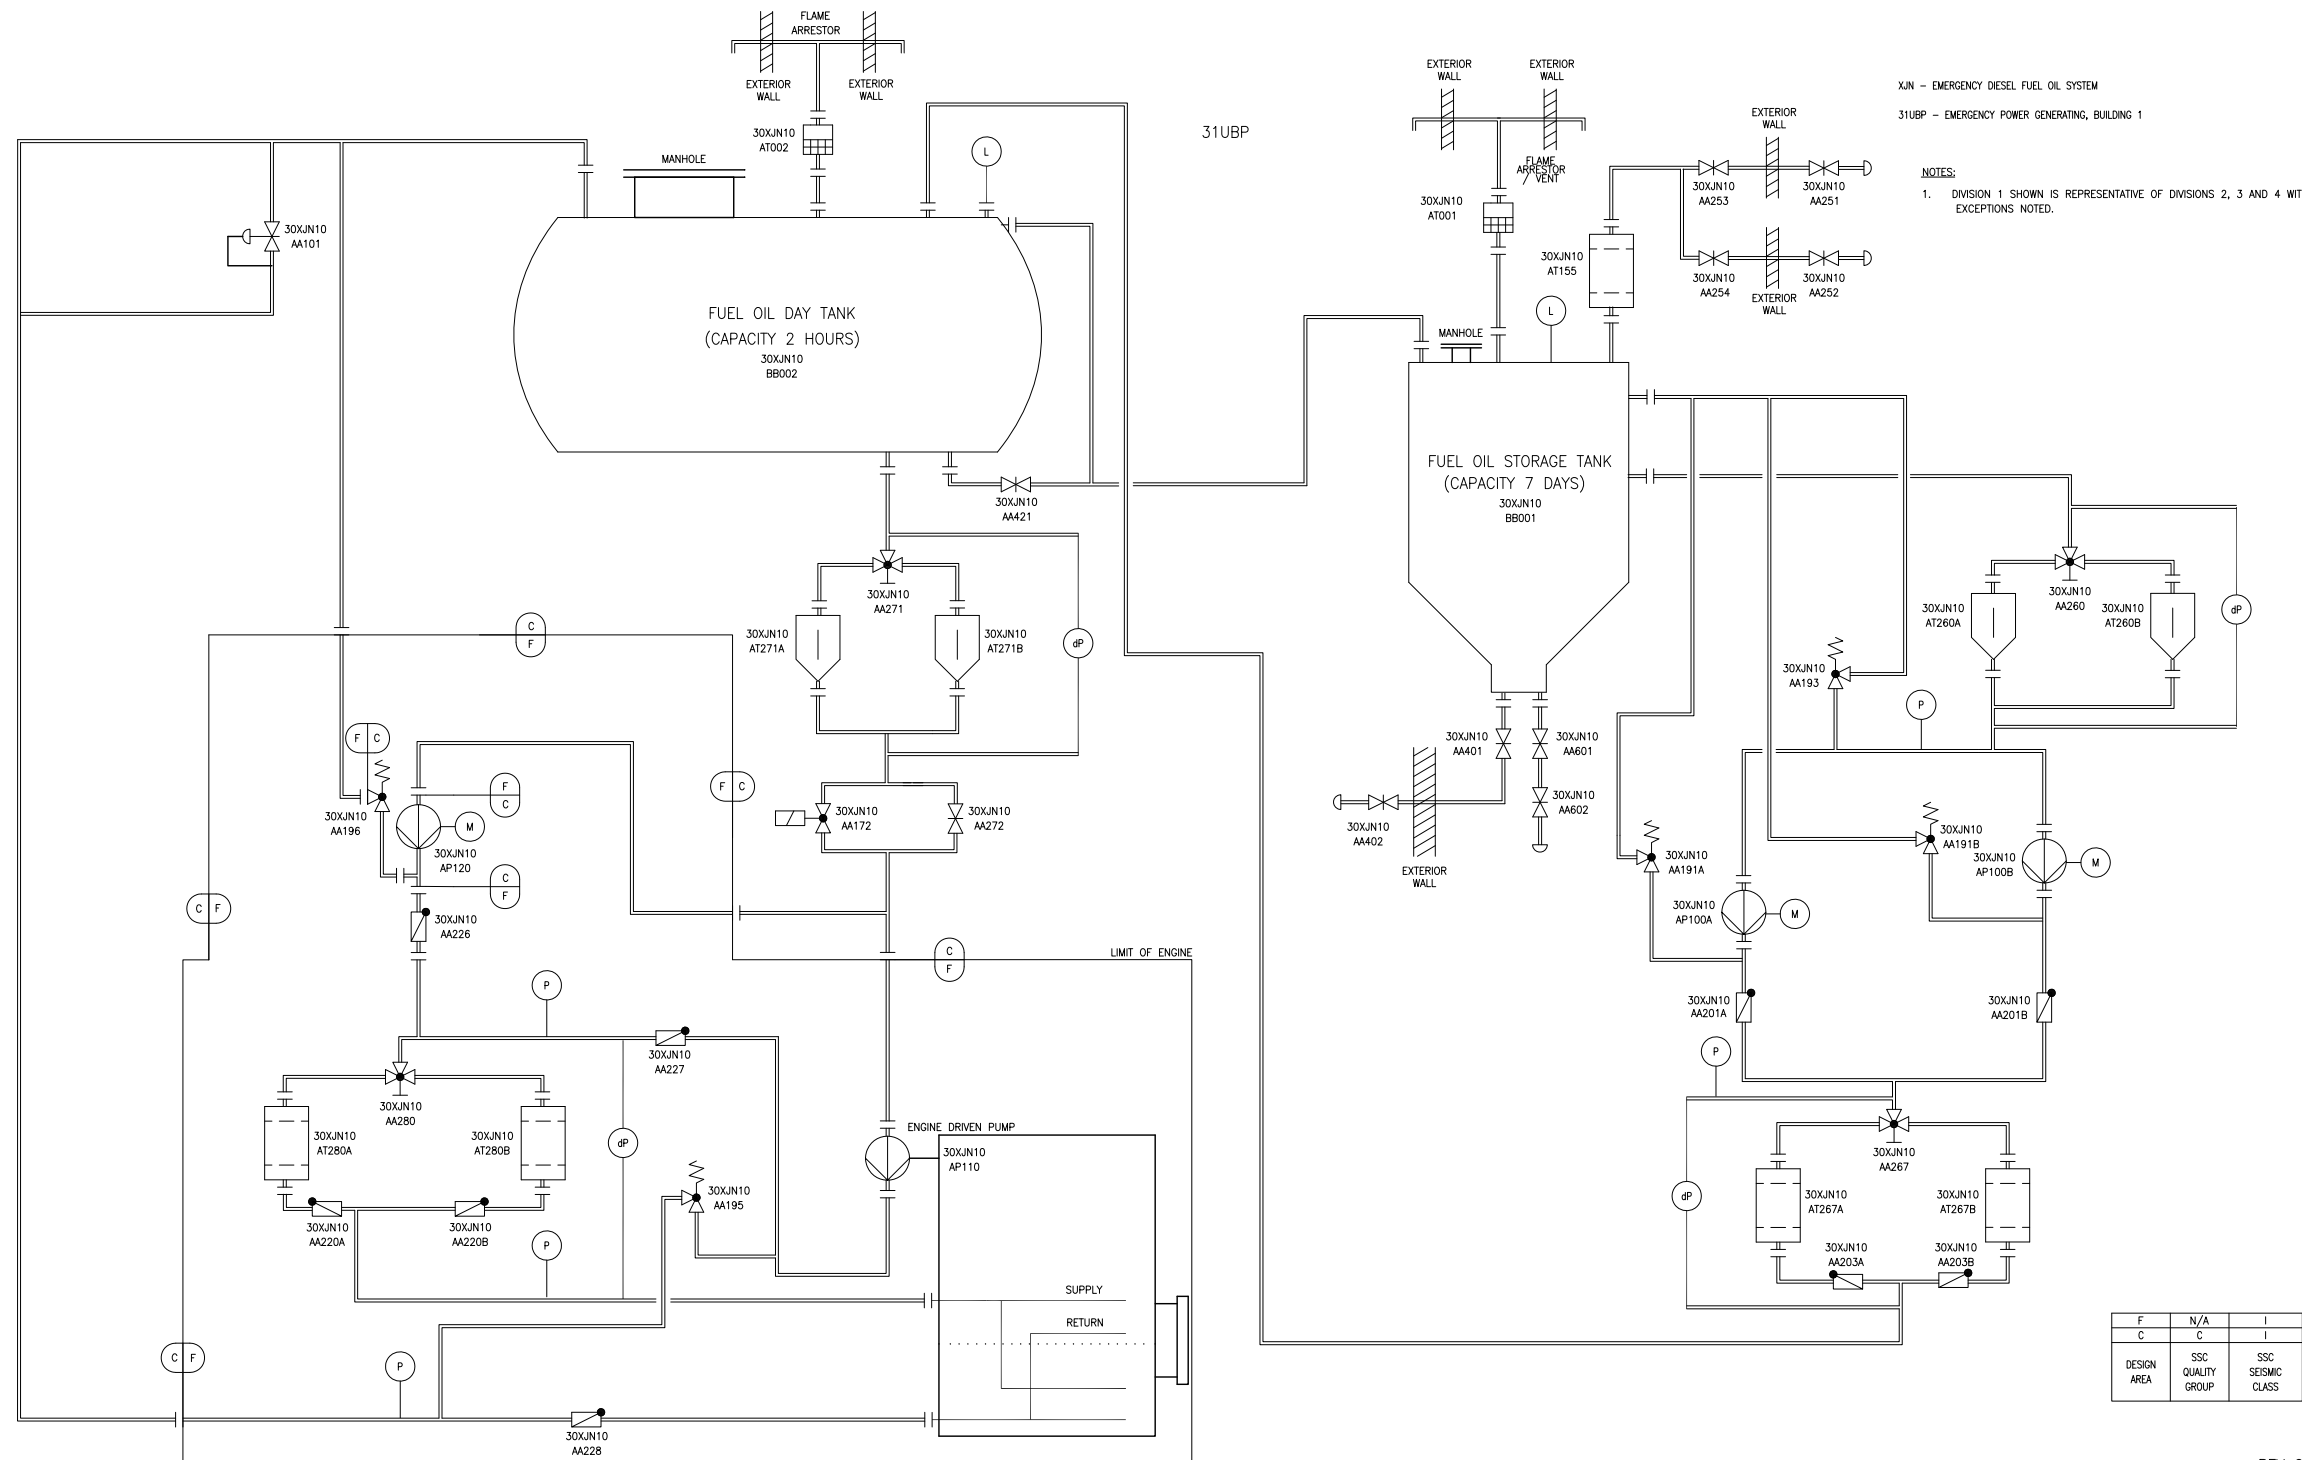 FLAME
ARRESTOR
EXTERIOR
WALL
EXTERIOR
WALL
30XJN10
AT002
MANHOLE
L
30XJN10
AA101
FUEL OIL DAY TANK
(CAPACITY 2 HOURS)
30XJN10
BB002
30XJN10
AA421
31UBP
EXTERIOR
WALL
EXTERIOR
WALL
FLAME
ARRESTOR
VENT
30XJN10
AT001
30XJN10
AT155
L
MANHOLE
EXTERIOR
WALL
30XJN10
AA253
30XJN10
AA251
30XJN10
AA254
30XJN10
AA252
EXTERIOR
WALL
XJN – EMERGENCY DIESEL FUEL OIL SYSTEM
31UBP – EMERGENCY POWER GENERATING, BUILDING 1
NOTES:
1. DIVISION 1 SHOWN IS REPRESENTATIVE OF DIVISIONS 2, 3 AND 4 WIT
EXCEPTIONS NOTED.
FUEL OIL STORAGE TANK
(CAPACITY 7 DAYS)
30XJN10
BB001
30XJN10
AA271
30XJN10
AT271A
30XJN10
AT271B
dP
C
F
F C
30XJN10
AA196
F
C
M
30XJN10
AP120
C
F
30XJN10
AA226
F C
30XJN10
AA172
30XJN10
AA272
C F
C
F
LIMIT OF ENGINE
P
30XJN10
AA227
30XJN10
AA280
30XJN10
AT280A
30XJN10
AT280B
dP
30XJN10
AA220A
30XJN10
AA220B
P
30XJN10
AA195
ENGINE DRIVEN PUMP
30XJN10
AP110
SUPPLY
RETURN
C F
P
30XJN10
AA228
30XJN10
AA401
30XJN10
AA601
30XJN10
AA602
30XJN10
AA402
EXTERIOR
WALL
30XJN10
AA260
30XJN10
AT260A
30XJN10
AT260B
dP
30XJN10
AA193
P
30XJN10
AA191A
30XJN10
AA191B
30XJN10
AP100B
M
30XJN10
AP100A
M
30XJN10
AA201A
30XJN10
AA201B
P
30XJN10
AA267
dP
30XJN10
AT267A
30XJN10
AT267B
30XJN10
AA203A
30XJN10
AA203B
F N/A I
C C I
DESIGN
AREA
SSC
QUALITY
GROUP
SSC
SEISMIC
CLASS